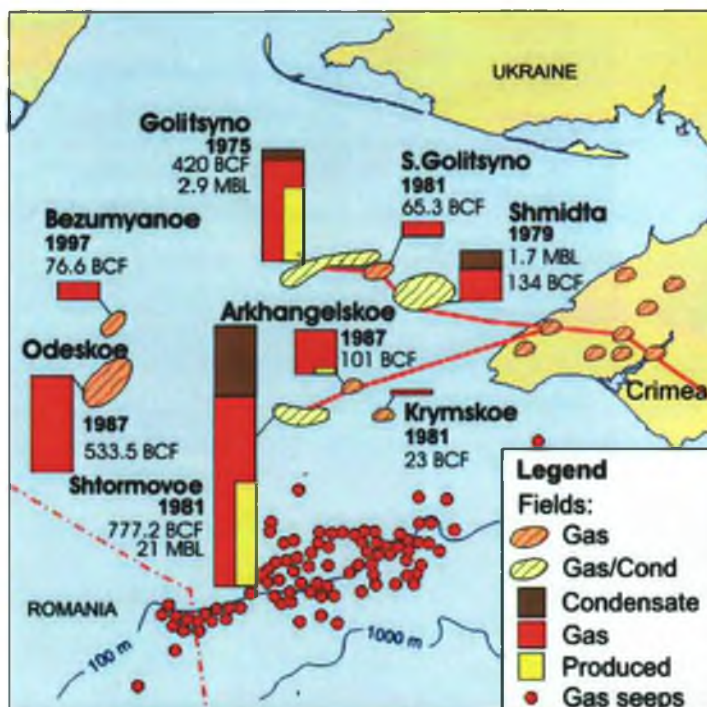 UKRAINE
Golitsyno
1975
420 BCF
2.9 MBL
S.Golitsyno
1981
65.3 BCF
Shmidta
1979
1.7 MBL
134 BCF
Bezumyanoe
1997
76.6 BCF
Arkhangelskoe
1987
101 BCF
Odeskoe
1987
533.5 BCF
Crimea
Krymskoe
1981
23 BCF
Shtormovoe
1981
777.2 BCF
21 MBL
ROMANIA
100 m
1000 m
Legend
Fields:
Gas
Gas/Cond
Condensate
Gas
Produced
Gas seeps